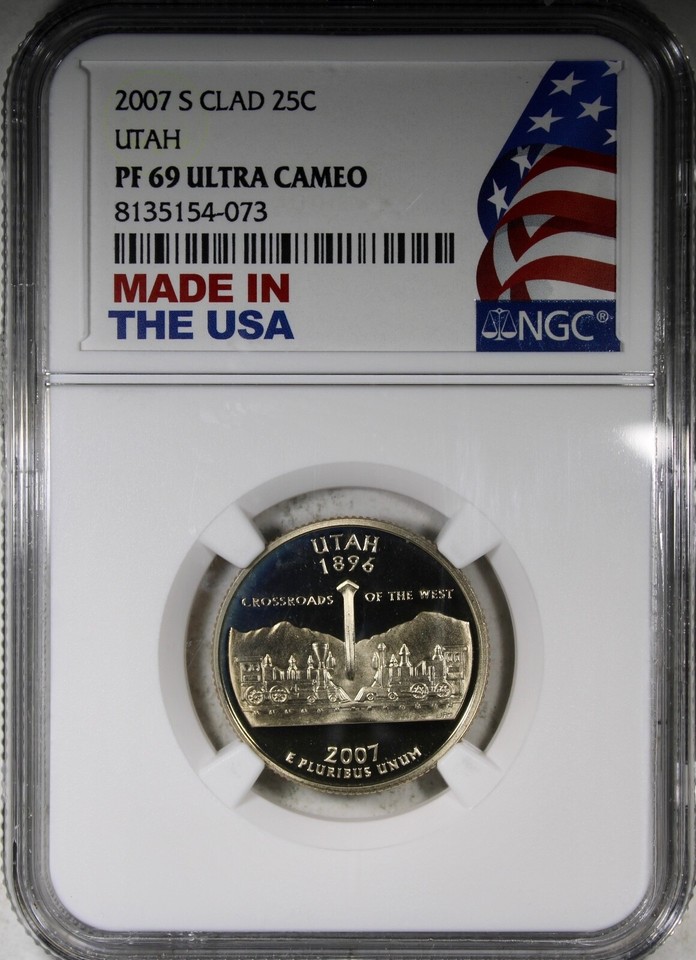 2007 S CLAD 25C
UTAH
PF 69 ULTRA CAMEO
8135154-073
MADE IN
THE USA
NGC®
UTAH
1896
CROSSROADS OF THE WEST
2007
E PLURIBUS UNUM